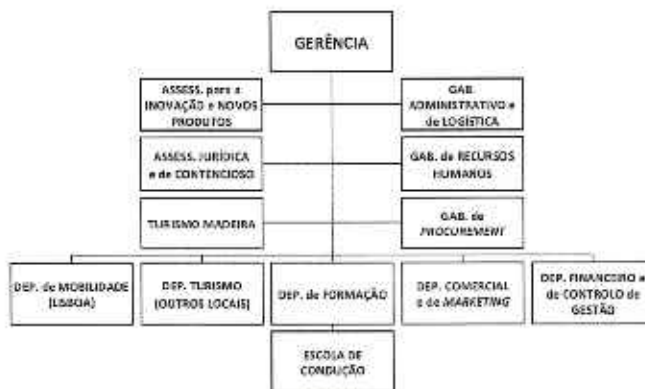 GERÊNCIA
ASSESS. para a
INOVAÇÃO e NOVOS
PRODUTOS
GAB.
ADMINISTRATIVO e
de LOGÍSTICA
ASSESS. JURÍDICA
e de CONTENCIOSO
GAB. de RECURSOS
HUMANOS
TURISMO MADEIRA
GAB. de
PROCUREMENT
DEP. de MOBILIDADE
(LISBOA)
DEP. TURISMO
(OUTROS LOCAIS)
DEP. de FORMAÇÃO
DEP. COMERCIAL
e de MARKETING
DEP. FINANCEIRO e
de CONTROLO de
GESTÃO
ESCOLA DE
CONDUÇÃO